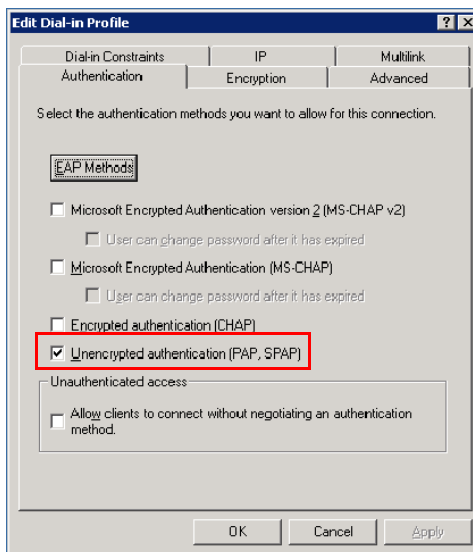 Edit Dial-in Profile
Dial-in Constraints IP Multilink
Authentication Encryption Advanced
Select the authentication methods you want to allow for this connection.
EAP Methods
Microsoft Encrypted Authentication version 2 (MS-CHAP v2)
User can change password after it has expired
Microsoft Encrypted Authentication (MS-CHAP)
User can change password after it has expired
Encrypted authentication (CHAP)
Unencrypted authentication (PAP, SPAP)
Unauthenticated access
Allow clients to connect without negotiating an authentication
method.
OK Cancel Apply